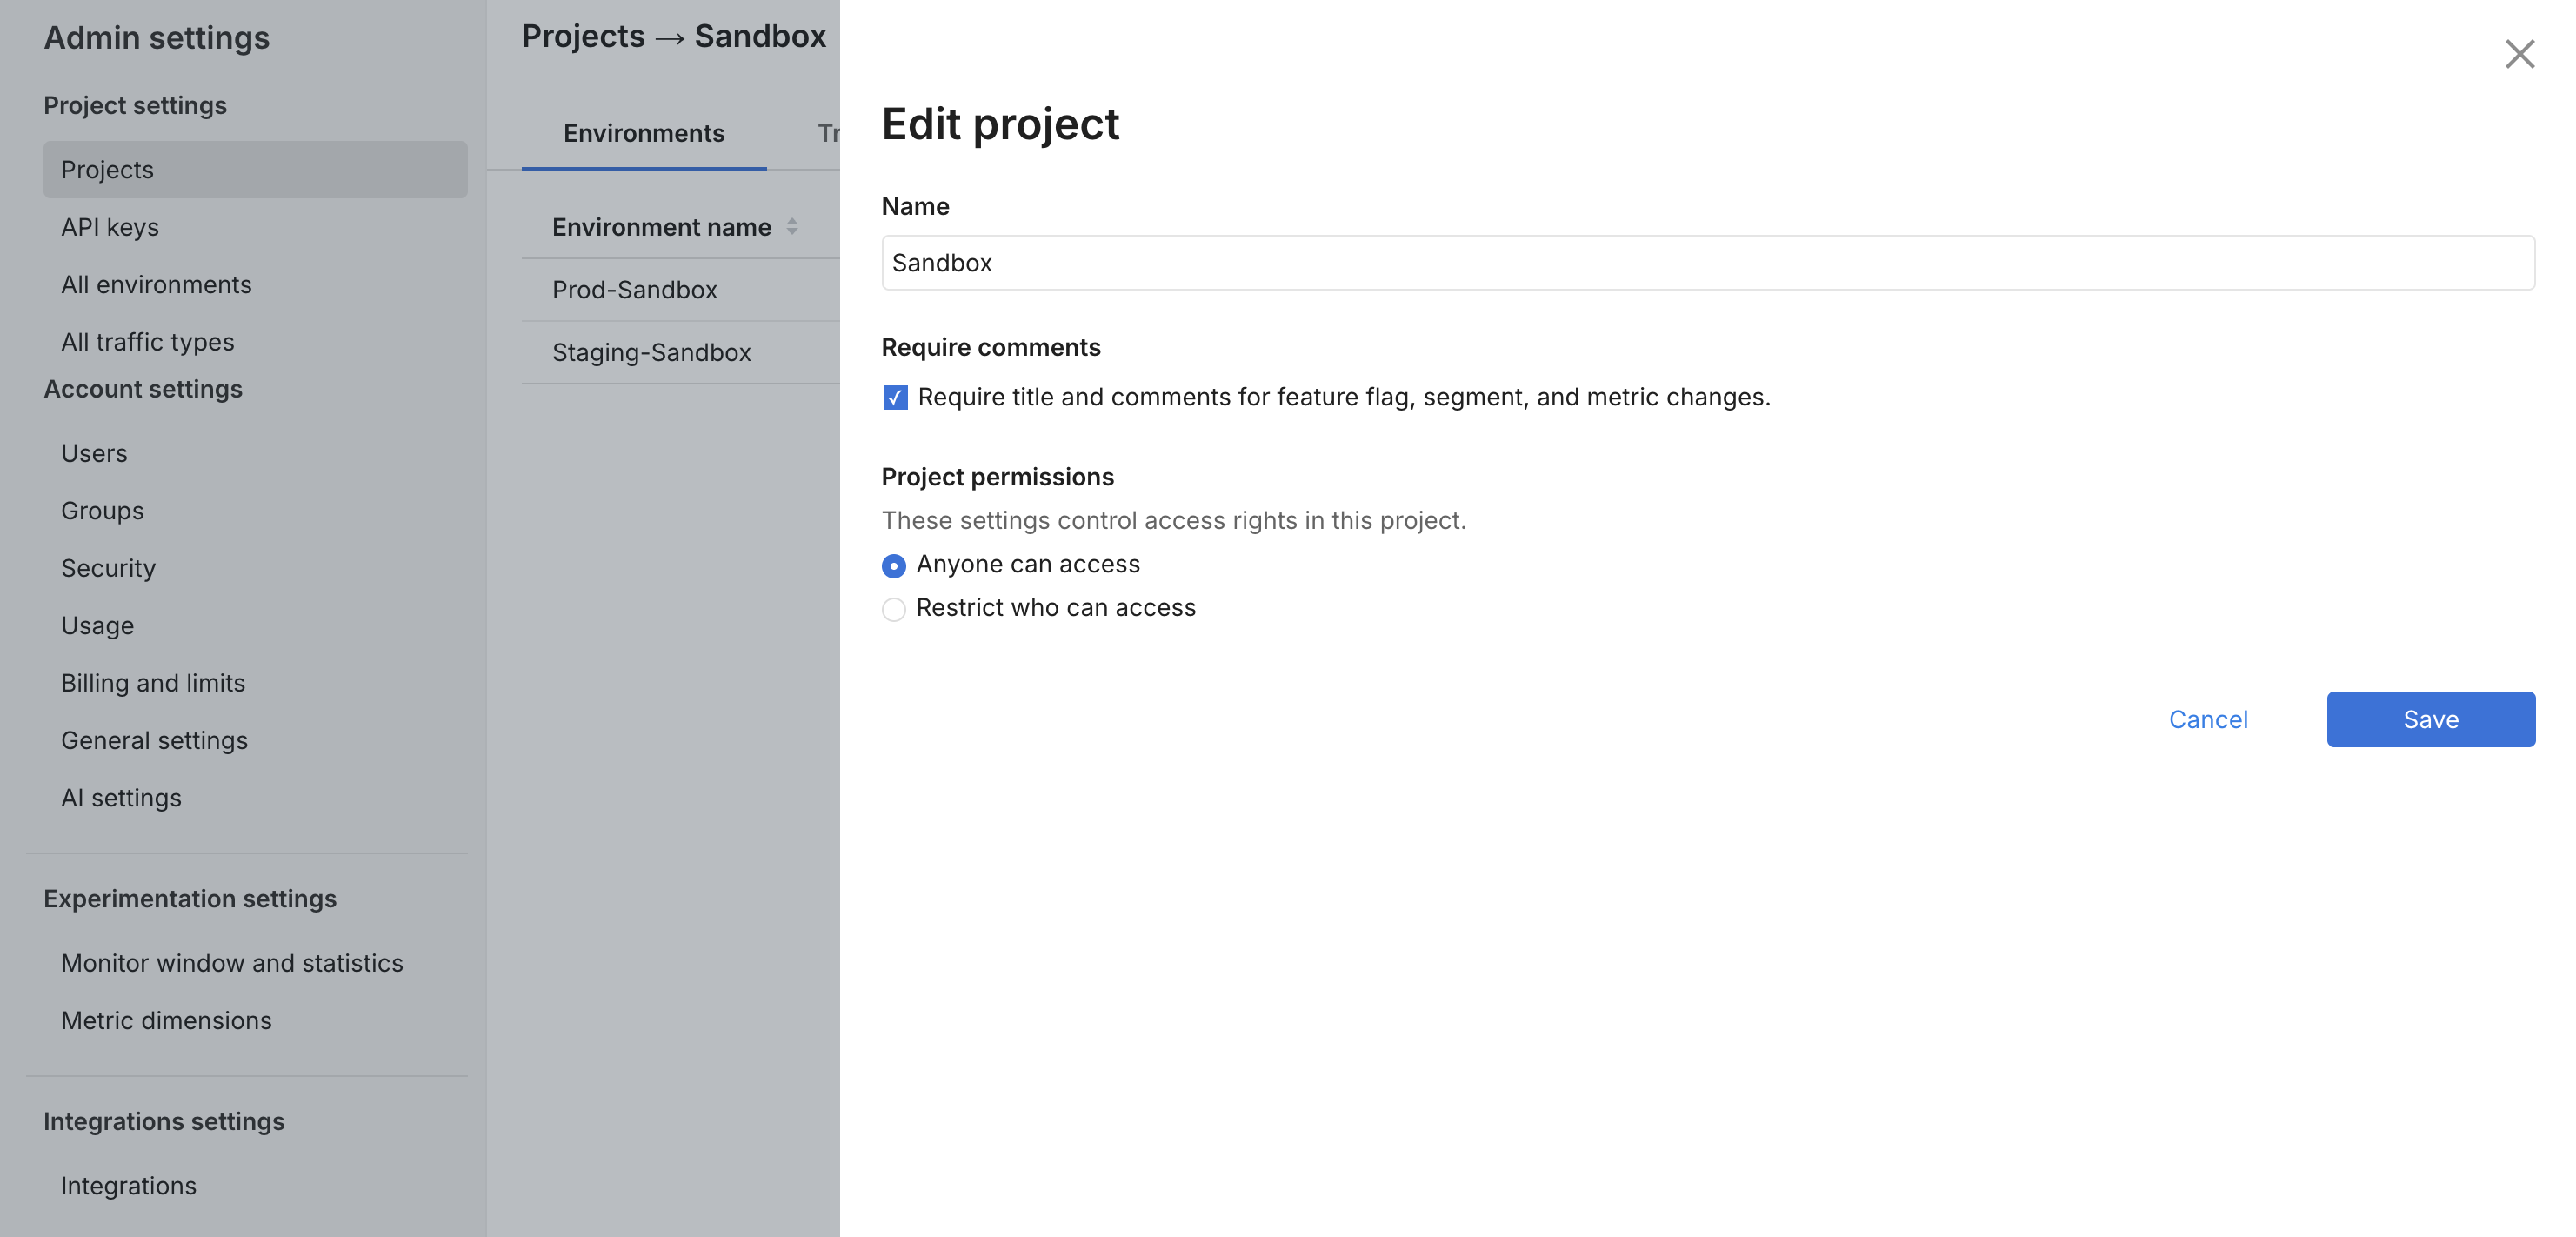 Admin settings
Project settings
Projects
API keys
All environments
All traffic types
Account settings
Users
Groups
Security
Usage
Billing and limits
General settings
AI settings
Experimentation settings
Monitor window and statistics
Metric dimensions
Integrations settings
Integrations
Projects → Sandbox
Environments Tr
Environment name
Prod-Sandbox
Staging-Sandbox
Edit project
Name
Sandbox
Require comments
Require title and comments for feature flag, segment, and metric changes.
Project permissions
These settings control access rights in this project.
Anyone can access
Restrict who can access
Cancel Save